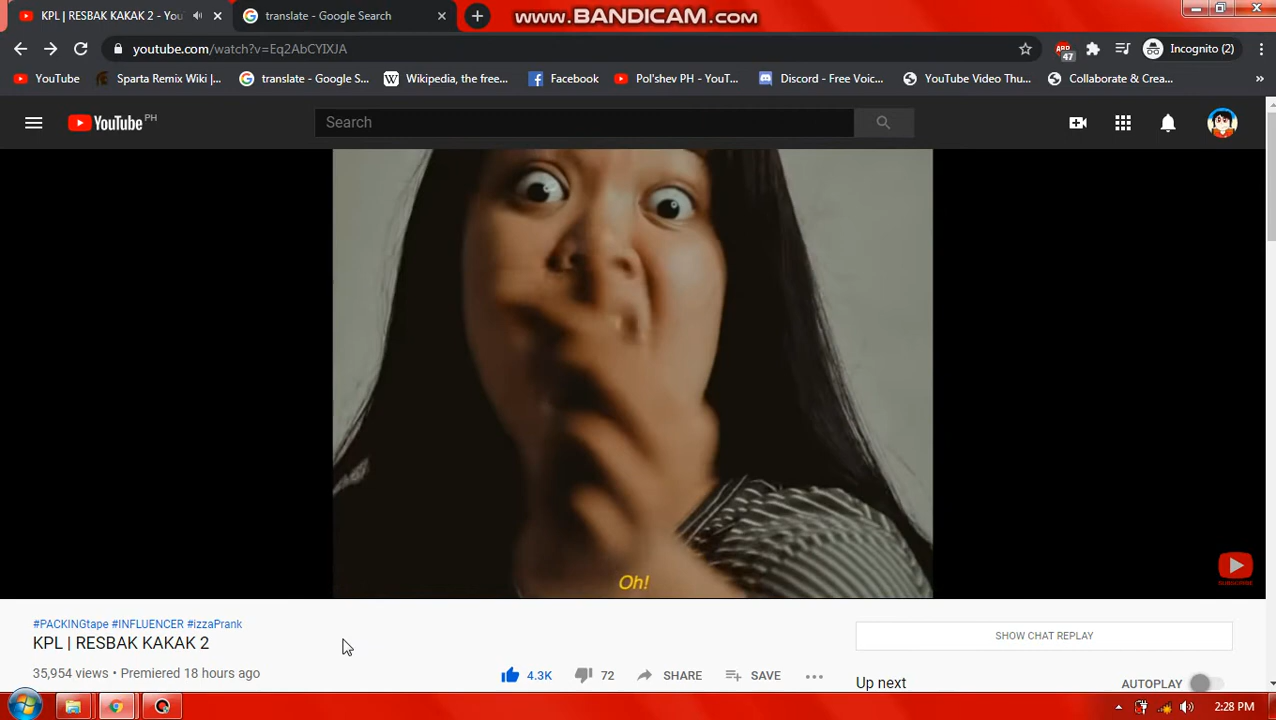 KPL | RESBAK KAKAK 2 - You
translate - Google Search
WWW.BANDICAM.COM
youtube.com/watch?v=Eq2AbCYIXJA
ABP
47
Incognito (2)
YouTube
Sparta Remix Wiki |...
translate - Google S...
Wikipedia, the free...
Facebook
Pol'shev PH - YouT...
Discord - Free Voic...
YouTube Video Thu...
Collaborate & Crea...
YouTube PH
Search
Oh!
SUBSCRIBE
#PACKINGtape #INFLUENCER #izzaPrank
KPL | RESBAK KAKAK 2
35,954 views • Premiered 18 hours ago
4.3K
72
SHARE
SAVE
SHOW CHAT REPLAY
Up next
AUTOPLAY
2:28 PM